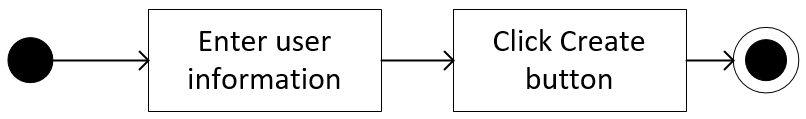 Enter user
information
Click Create
button